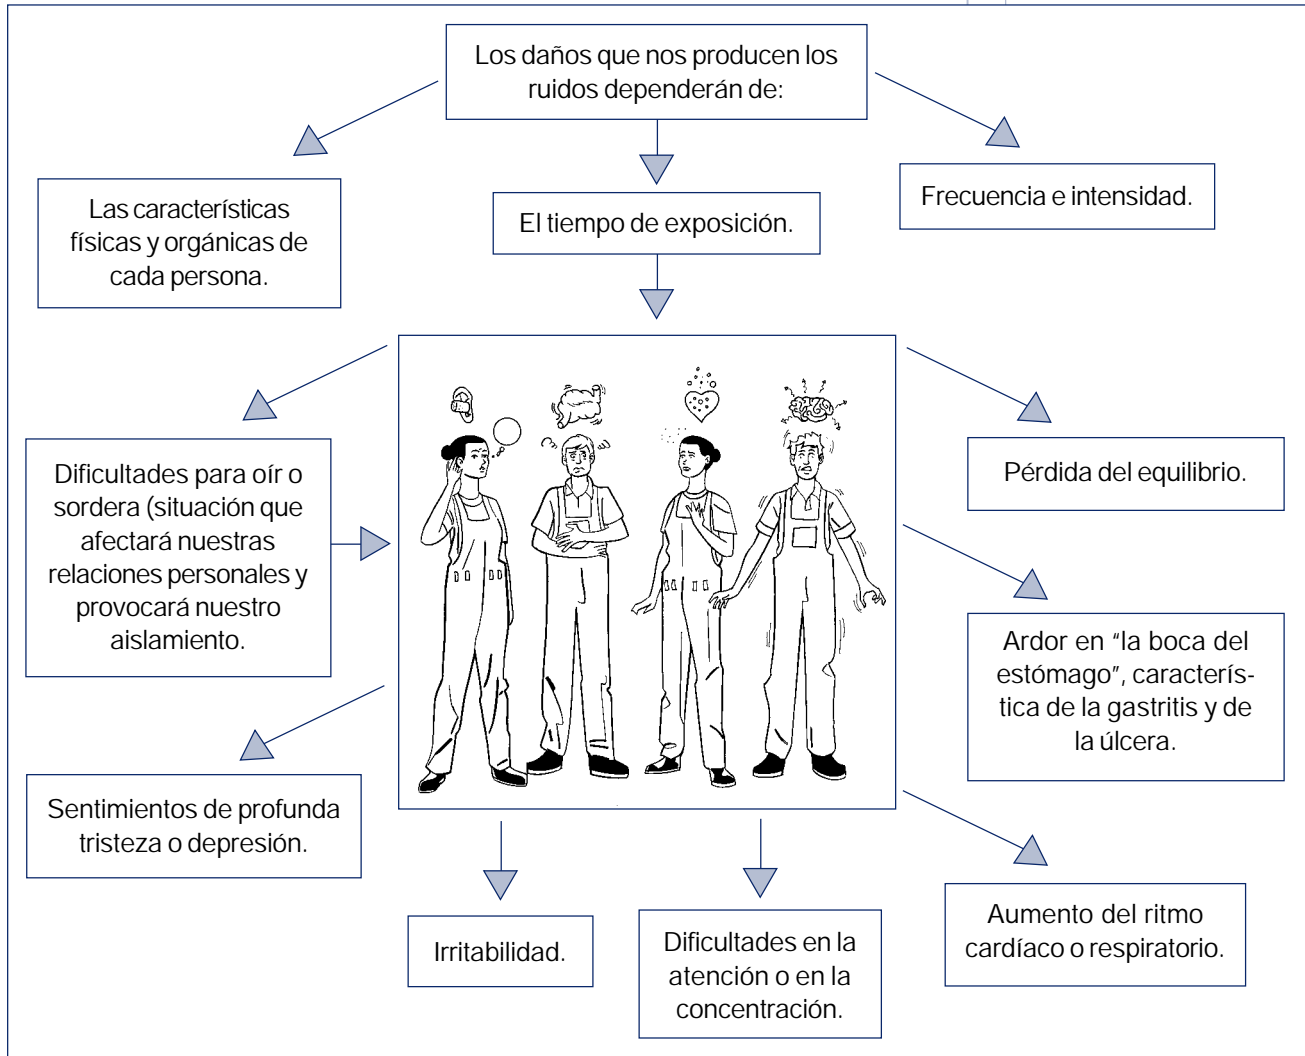 Los daños que nos producen los
ruidos dependerán de:
Las características
físicas y orgánicas de
cada persona.
El tiempo de exposición.
Frecuencia e intensidad.
Dificultades para oír o
sordera (situación que
afectará nuestras
relaciones personales y
provocará nuestro
aislamiento.
Pérdida del equilibrio.
Ardor en "la boca del
estómago", caracterís-
tica de la gastritis y de
la úlcera.
Sentimientos de profunda
tristeza o depresión.
Irritabilidad.
Dificultades en la
atención o en la
concentración.
Aumento del ritmo
cardíaco o respiratorio.